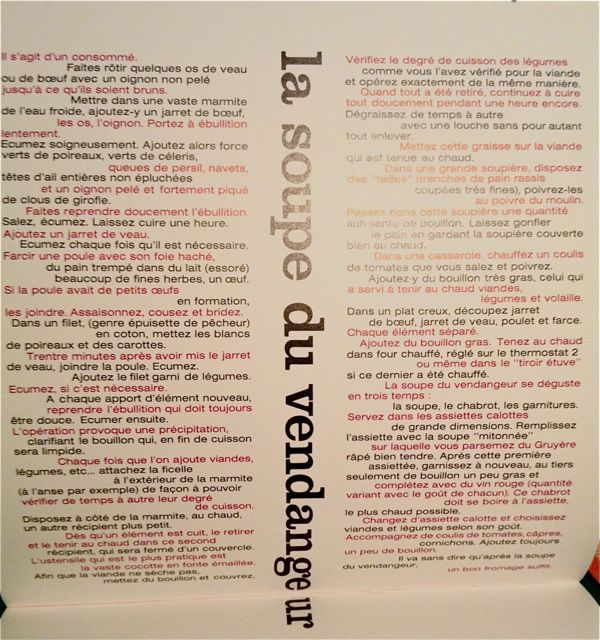 Il s'agit d'un consommé.
Faites rôtir quelques os de veau
ou de bœuf avec un oignon non pelé
jusqu'à ce qu'ils soient bruns.
Mettre dans une vaste marmite
de l'eau froide, ajoutez-y un jarret de bœuf,
les os, l'oignon. Portez à ébullition
lentement.
Ecumez soigneusement. Ajoutez alors force
verts de poireaux, verts de céleris,
queues de persil, navets,
têtes d'ail entières non épluchées
et un oignon pelé et fortement piqué
de clous de girofle.
Faites reprendre doucement l'ébullition.
Salez, écumez. Laissez cuire une heure.
Ajoutez un jarret de veau.
Ecumez chaque fois qu'il est nécessaire.
Farcir une poule avec son foie haché,
du pain trempé dans du lait (essoré)
beaucoup de fines herbes, un œuf.
Si la poule avait de petits œufs
en formation,
les joindre. Assaisonnez, cousez et bridez.
Dans un filet, (genre épuisette de pêcheur)
en coton, mettez les blancs
de poireaux et des carottes.
Trentre minutes après avoir mis le jarret
de veau, joindre la poule. Ecumez.
Ajoutez le filet garni de légumes.
Ecumez, si c'est nécessaire.
A chaque apport d'élément nouveau,
reprendre l'ébullition qui doit toujours
être douce. Ecumer ensuite.
L'opération provoque une précipitation,
clarifiant le bouillon qui, en fin de cuisson
sera limpide.
Chaque fois que l'on ajoute viandes,
légumes, etc... attachez la ficelle
à l'extérieur de la marmite
(à l'anse par exemple) de façon à pouvoir
vérifier de temps à autre leur degré
de cuisson.
Disposez à côté de la marmite, au chaud,
un autre récipient plus petit.
Dès qu'un élément est cuit, le retirer
et le tenir au chaud dans ce second
récipient, qui sera fermé d'un couvercle.
L'ustensile qui est le plus pratique est
la vaste cocotte en fonte émaillée.
Afin que la viande ne sèche pas,
mettez du bouillon et couvrez.
la soupe du vendangeur
Vérifiez le degré de cuisson des légumes
comme vous l'avez vérifié pour la viande
et opérez exactement de la même manière.
Quand tout a été retiré, continuez à cuire
tout doucement pendant une heure encore.
Dégraissez de temps à autre
avec une louche sans pour autant
tout enlever.
Mettez cette graisse sur la viande
qui est tenue au chaud.
Dans une grande soupière, disposez
des "tailles" (tranches de pain rassis
coupées très fines), poivrez-les
au poivre du moulin.
Passez dans cette soupière une quantité
suffisante de bouillon. Laissez gonfler
le pain en gardant la soupière couverte
bien au chaud.
Dans une casserole, chauffez un coulis
de tomates que vous salez et poivrez.
Ajoutez-y du bouillon très gras, celui qui
a servi à tenir au chaud viandes,
légumes et volaille.
Dans un plat creux, découpez jarret
de bœuf, jarret de veau, poulet et farce.
Chaque élément séparé.
Ajoutez du bouillon gras. Tenez au chaud
dans four chauffé, réglé sur le thermostat 2
ou même dans le "tiroir étuve"
si ce dernier a été chauffé.
La soupe du vendangeur se déguste
en trois temps :
la soupe, le chabrot, les garnitures.
Servez dans les assiettes calottes
de grande dimensions. Remplissez
l'assiette avec la soupe "mitonnée"
sur laquelle vous parsemez du Gruyère
râpé bien tendre. Après cette première
assiettée, garnissez à nouveau, au tiers
seulement de bouillon un peu gras et
complétez avec du vin rouge (quantité
variant avec le goût de chacun). Ce chabrot
doit se boire à l'assiette,
le plus chaud possible.
Changez d'assiette calotte et choisissez
viandes et légumes selon son goût.
Accompagnez de coulis de tomates, câpres,
cornichons. Ajoutez toujours
un peu de bouillon.
Il va sans dire qu'après la soupe
du vendangeur,
un bon fromage suffit.